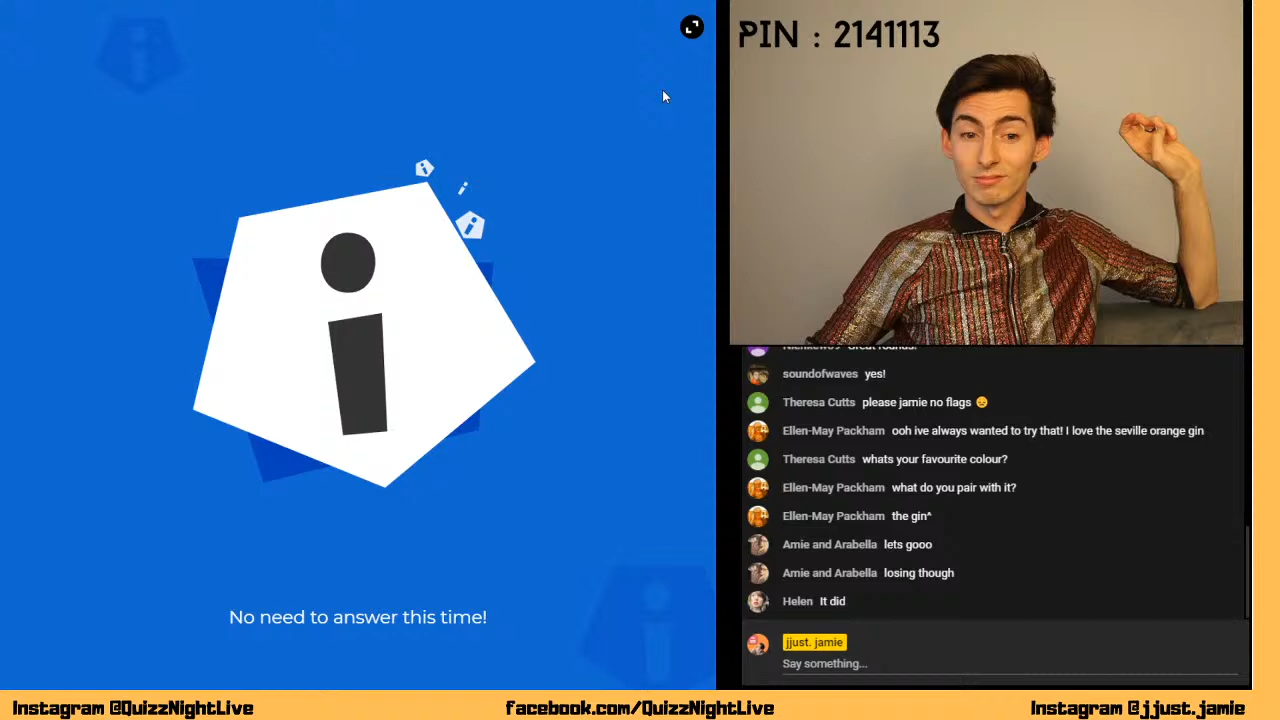 PIN : 2141113
Great rounds!
soundofwaves yes!
Theresa Cutts please jamie no flags 😑
Ellen-May Packham ooh ive always wanted to try that! I love the seville orange gin
Theresa Cutts whats your favourite colour?
Ellen-May Packham what do you pair with it?
Ellen-May Packham the gin^
Amie and Arabella lets gooo
Amie and Arabella losing though
Helen It did
jjust. jamie
Say something...
No need to answer this time!
Instagram @QuizzNightLive
facebook.com/QuizzNightLive
Instagram @jjust.jamie